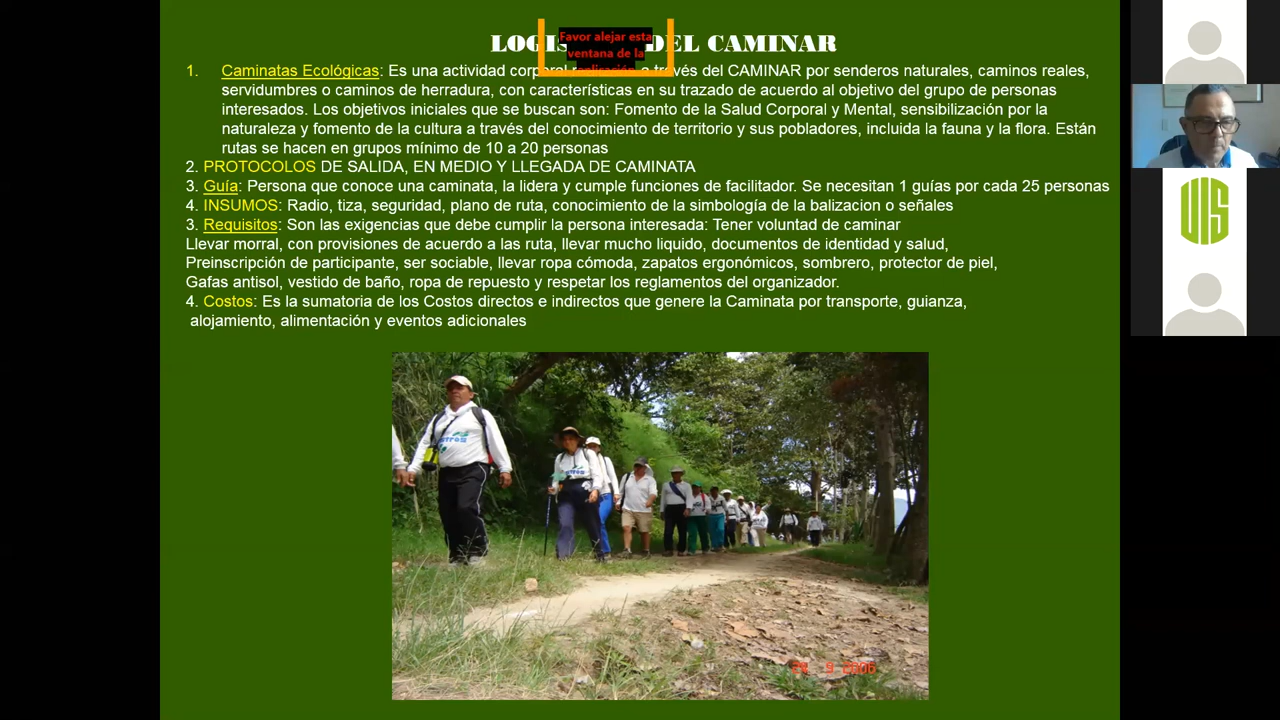 LOGIS DEL CAMINAR
Favor alejar esta
ventana de la
1. Caminatas Ecológicas: Es una actividad corporal a través del CAMINAR por senderos naturales, caminos reales,
servidumbres o caminos de herradura, con características en su trazado de acuerdo al objetivo del grupo de personas
interesados. Los objetivos iniciales que se buscan son: Fomento de la Salud Corporal y Mental, sensibilización por la
naturaleza y fomento de la cultura a través del conocimiento de territorio y sus pobladores, incluida la fauna y la flora. Están
rutas se hacen en grupos mínimo de 10 a 20 personas
2. PROTOCOLOS DE SALIDA, EN MEDIO Y LLEGADA DE CAMINATA
3. Guía: Persona que conoce una caminata, la lidera y cumple funciones de facilitador. Se necesitan 1 guías por cada 25 personas
4. INSUMOS: Radio, tiza, seguridad, plano de ruta, conocimiento de la simbología de la balizacion o señales
3. Requisitos: Son las exigencias que debe cumplir la persona interesada: Tener voluntad de caminar
Llevar morral, con provisiones de acuerdo a las ruta, llevar mucho liquido, documentos de identidad y salud,
Preinscripción de participante, ser sociable, llevar ropa cómoda, zapatos ergonómicos, sombrero, protector de piel,
Gafas antisol, vestido de baño, ropa de repuesto y respetar los reglamentos del organizador.
4. Costos: Es la sumatoria de los Costos directos e indirectos que genere la Caminata por transporte, guianza,
alojamiento, alimentación y eventos adicionales
UIS
9 2006